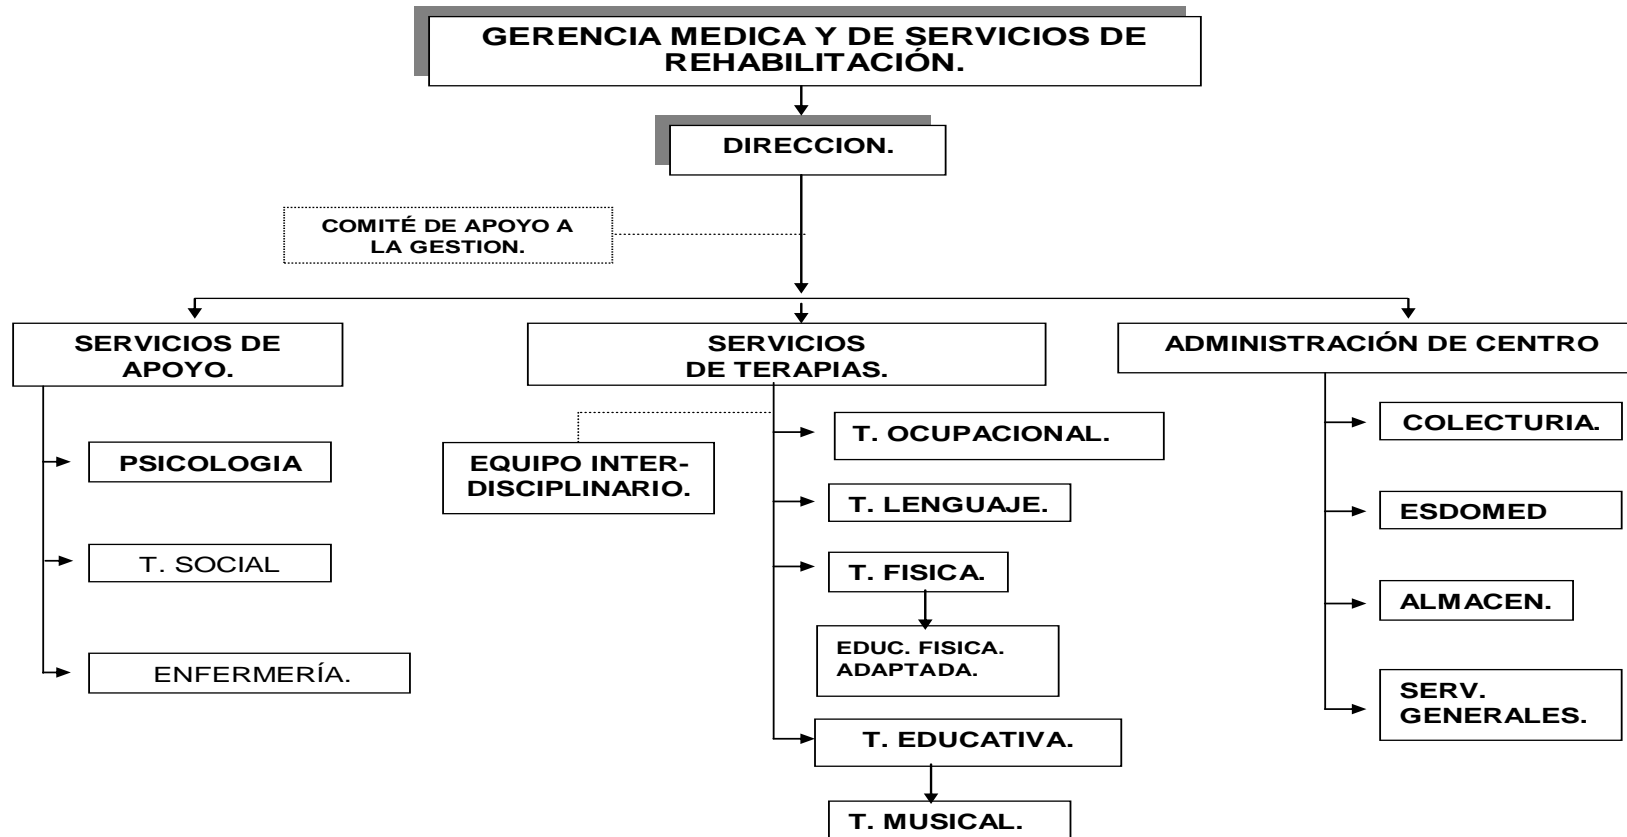 GERENCIA MEDICA Y DE SERVICIOS DE
REHABILITACIÓN.
DIRECCION.
COMITÉ DE APOYO A
LA GESTION.
SERVICIOS DE
APOYO.
PSICOLOGIA
T. SOCIAL
ENFERMERÍA.
SERVICIOS
DE TERAPIAS.
EQUIPO INTER-
DISCIPLINARIO.
T. OCUPACIONAL.
T. LENGUAJE.
T. FISICA.
EDUC. FISICA.
ADAPTADA.
T. EDUCATIVA.
T. MUSICAL.
ADMINISTRACIÓN DE CENTRO
COLECTURIA.
ESDOMED
ALMACEN.
SERV.
GENERALES.